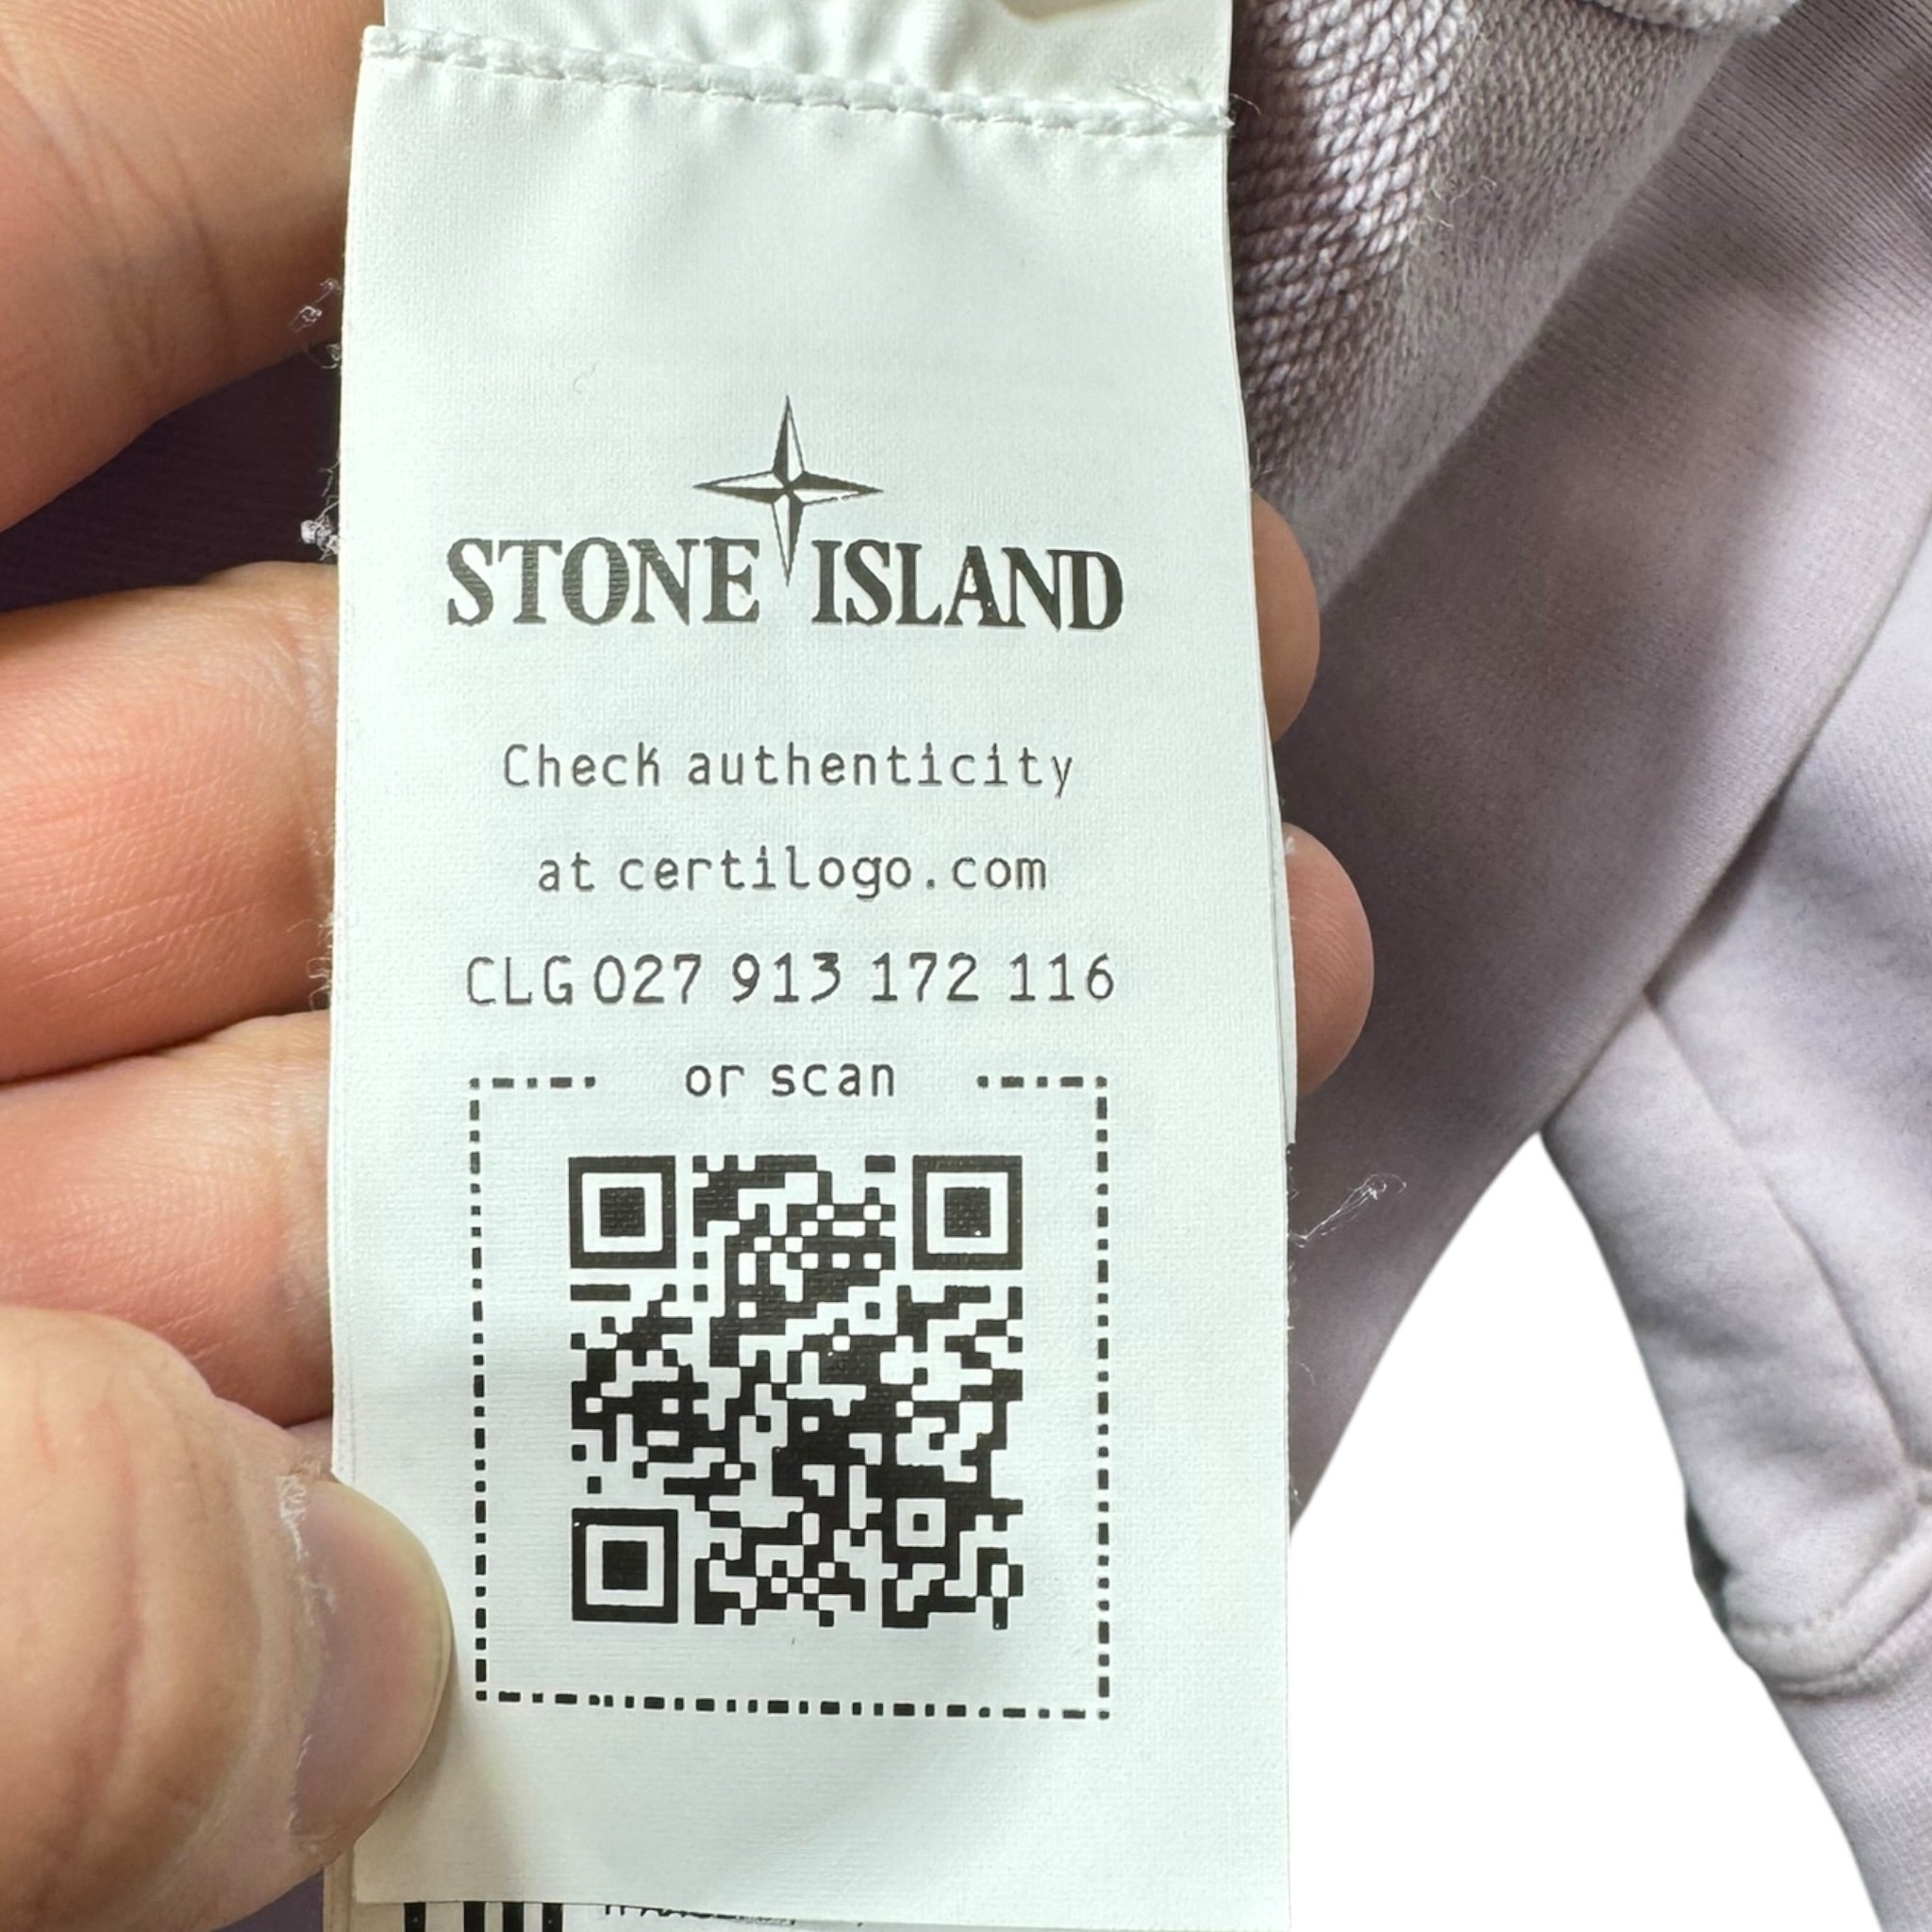 STONE ISLAND
Check authenticity
at certilogo.com
CLG 027 913 172 116
or scan